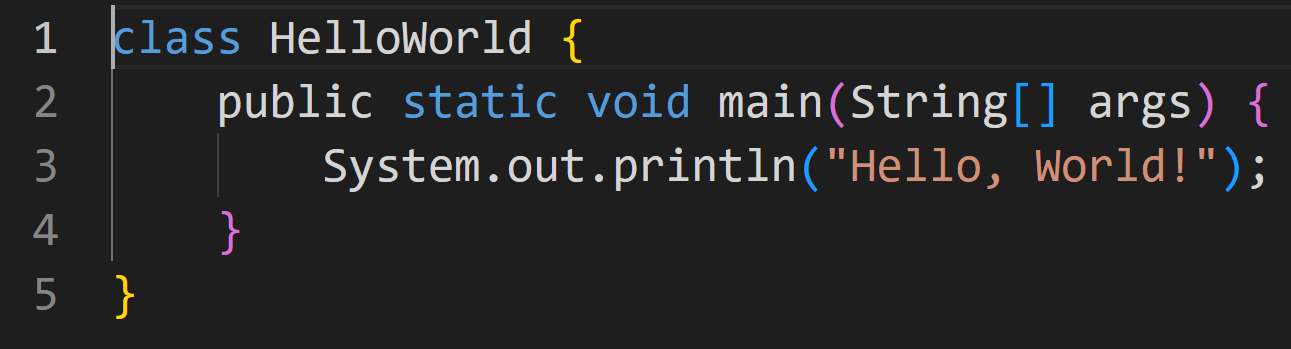 1 class HelloWorld {
2     public static void main(String[] args) {
3         System.out.println("Hello, World!");
4     }
5 }